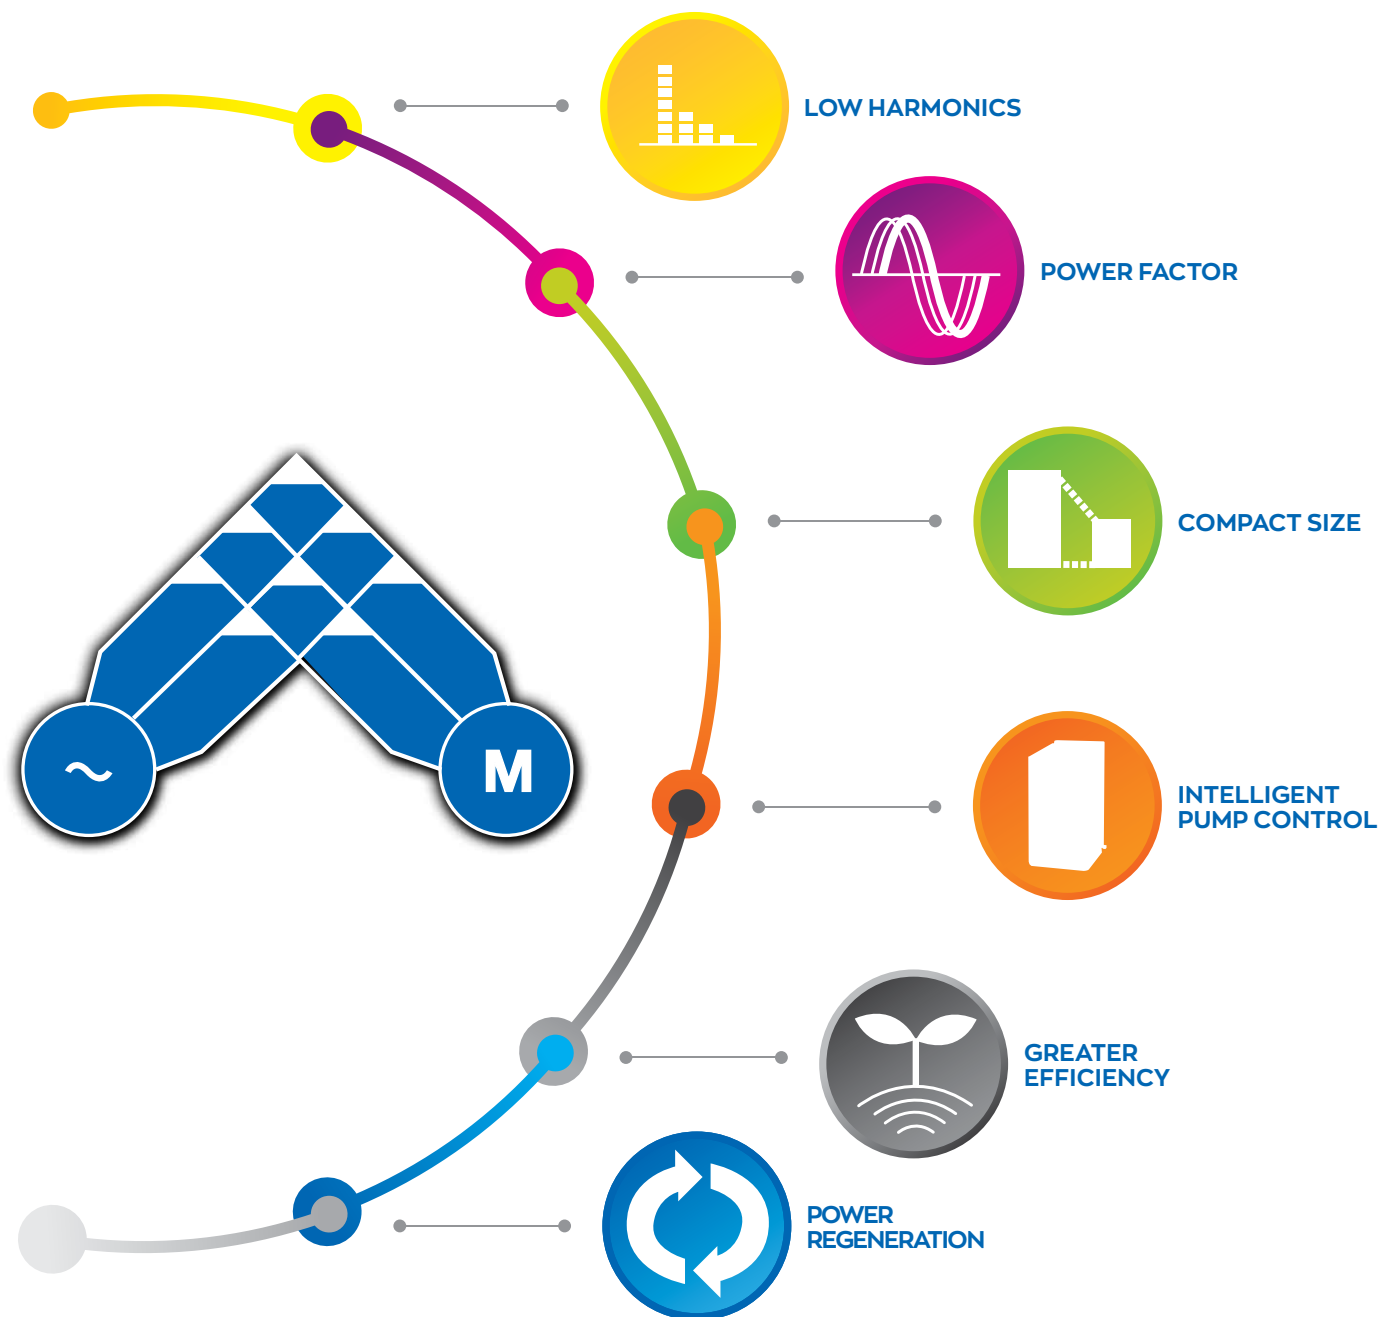 LOW HARMONICS
POWER FACTOR
COMPACT SIZE
M
INTELLIGENT
PUMP CONTROL
GREATER
EFFICIENCY
POWER
REGENERATION